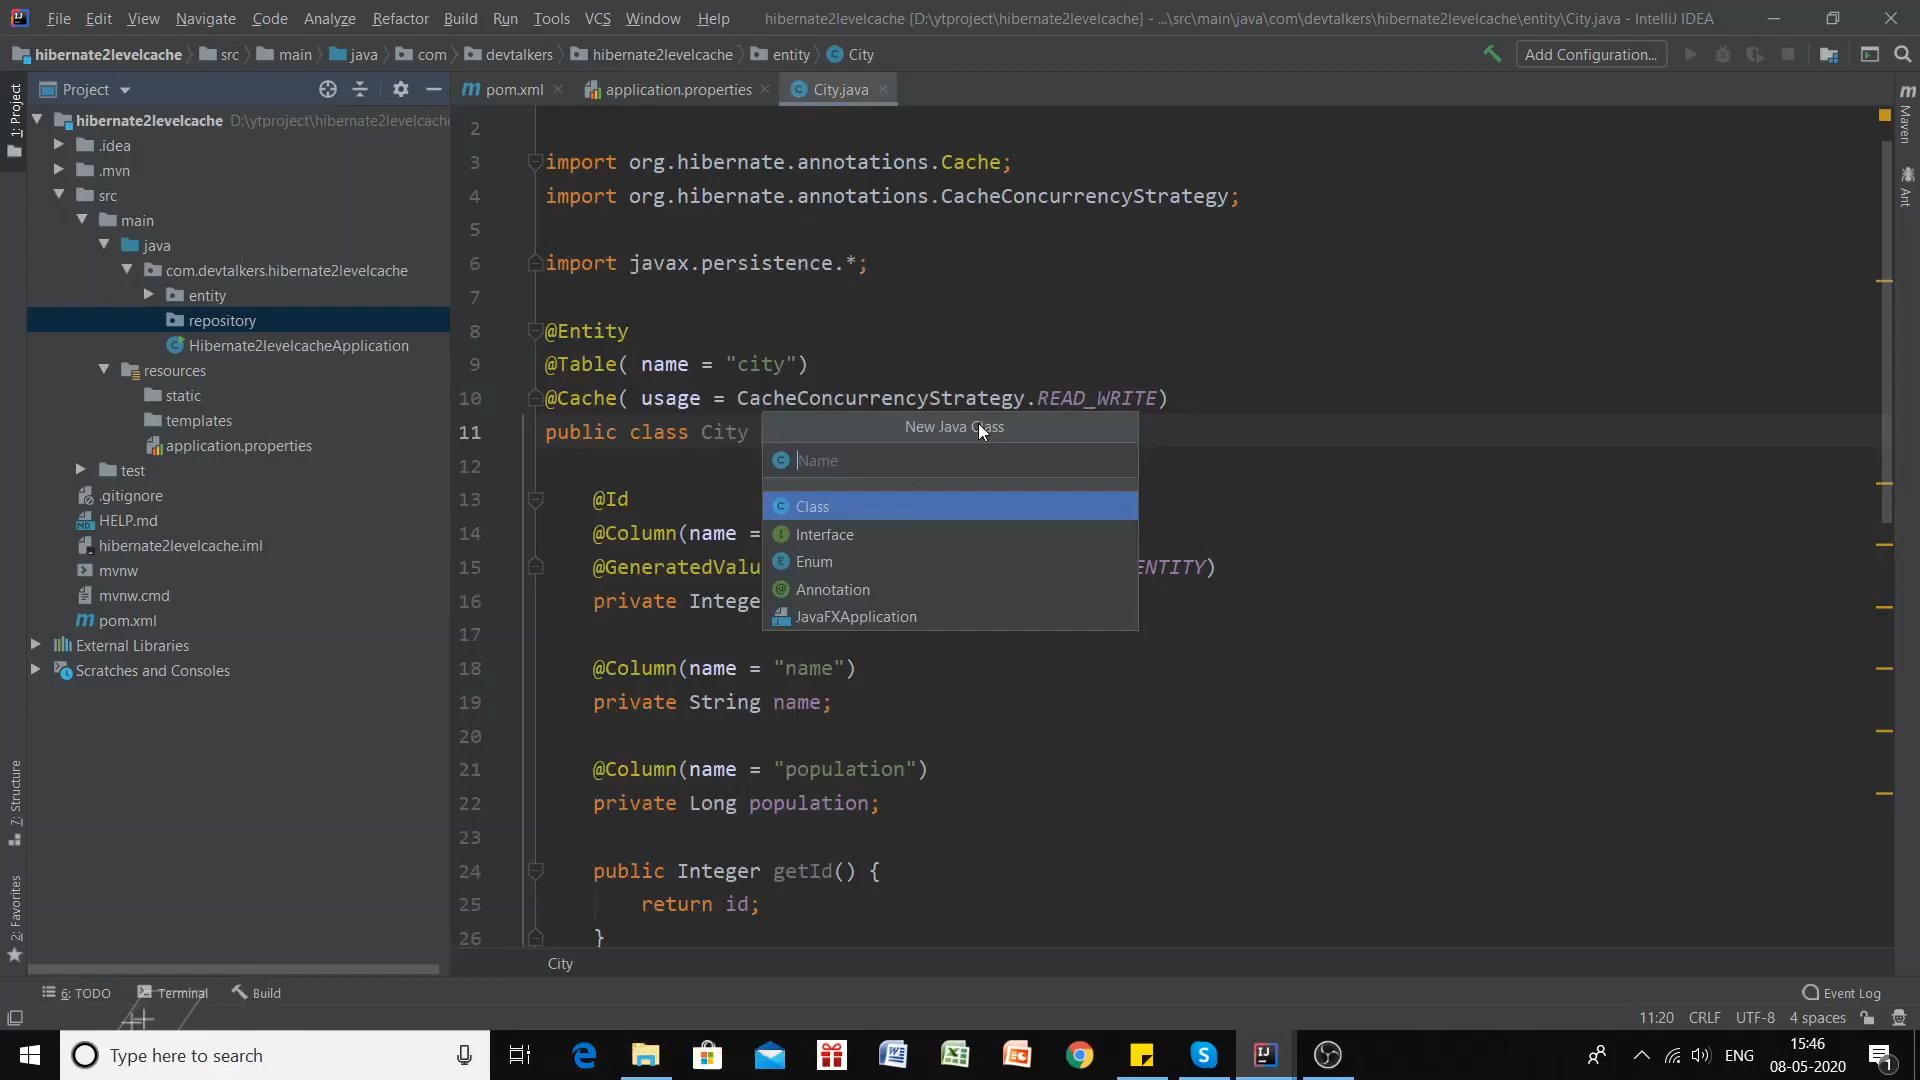 File Edit View Navigate Code Analyze Refactor Build Run Tools VCS Window Help hibernate2levelcache [D:\ytproject\hibernate2levelcache] - ...\src\main\java\com\devtalkers\hibernate2levelcache\entity\City.java - IntelliJ IDEA
hibernate2levelcache src main java com devtalkers hibernate2levelcache entity City Add Configuration...
Project pom.xml application.properties City.java
1: Project
Maven
Ant
7: Structure
2: Favorites
hibernate2levelcache D:\ytproject\hibernate2levelcache
.idea
.mvn
src
main
java
com.devtalkers.hibernate2levelcache
entity
repository
Hibernate2levelcacheApplication
resources
static
templates
application.properties
test
.gitignore
HELP.md
hibernate2levelcache.iml
mvnw
mvnw.cmd
pom.xml
External Libraries
Scratches and Consoles
2
3 import org.hibernate.annotations.Cache;
4 import org.hibernate.annotations.CacheConcurrencyStrategy;
5
6 import javax.persistence.*;
7
8 @Entity
9 @Table( name = "city")
10 @Cache( usage = CacheConcurrencyStrategy.READ_WRITE)
11 public class City
12
13 @Id
14 @Column(name =
15 @GeneratedValu ENTITY)
16 private Intege
17
18 @Column(name = "name")
19 private String name;
20
21 @Column(name = "population")
22 private Long population;
23
24 public Integer getId() {
25 return id;
26 }
New Java Class
Name
Class
Interface
Enum
Annotation
JavaFXApplication
City
6: TODO Terminal Build Event Log
11:20 CRLF UTF-8 4 spaces
Type here to search
ENG
15:46
08-05-2020
1